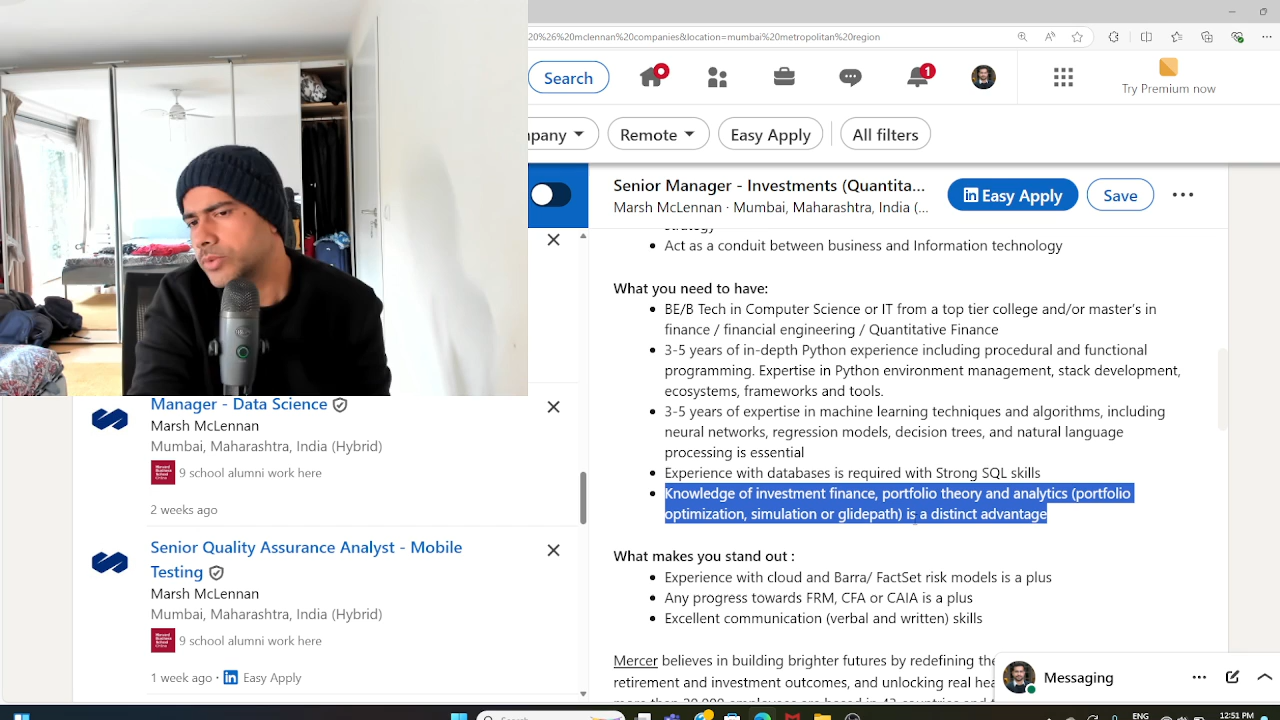 20%26%20mclennan%20companies&location=mumbai%20metropolitan%20region
Search
1
Try Premium now
pany
Remote
Easy Apply
All filters
Senior Manager - Investments (Quantita...
Marsh McLennan · Mumbai, Maharashtra, India (...
Easy Apply
Save
Act as a conduit between business and Information technology
What you need to have:
BE/B Tech in Computer Science or IT from a top tier college and/or master's in
finance / financial engineering / Quantitative Finance
3-5 years of in-depth Python experience including procedural and functional
programming. Expertise in Python environment management, stack development,
ecosystems, frameworks and tools.
3-5 years of expertise in machine learning techniques and algorithms, including
neural networks, regression models, decision trees, and natural language
processing is essential
Experience with databases is required with Strong SQL skills
Knowledge of investment finance, portfolio theory and analytics (portfolio
optimization, simulation or glidepath) is a distinct advantage
What makes you stand out :
Experience with cloud and Barra/ FactSet risk models is a plus
Any progress towards FRM, CFA or CAIA is a plus
Excellent communication (verbal and written) skills
Mercer believes in building brighter futures by redefining the
retirement and investment outcomes, and unlocking real hea
Manager - Data Science
Marsh McLennan
Mumbai, Maharashtra, India (Hybrid)
9 school alumni work here
2 weeks ago
Senior Quality Assurance Analyst - Mobile
Testing
Marsh McLennan
Mumbai, Maharashtra, India (Hybrid)
9 school alumni work here
1 week ago · Easy Apply
Messaging
ENG
12:51 PM